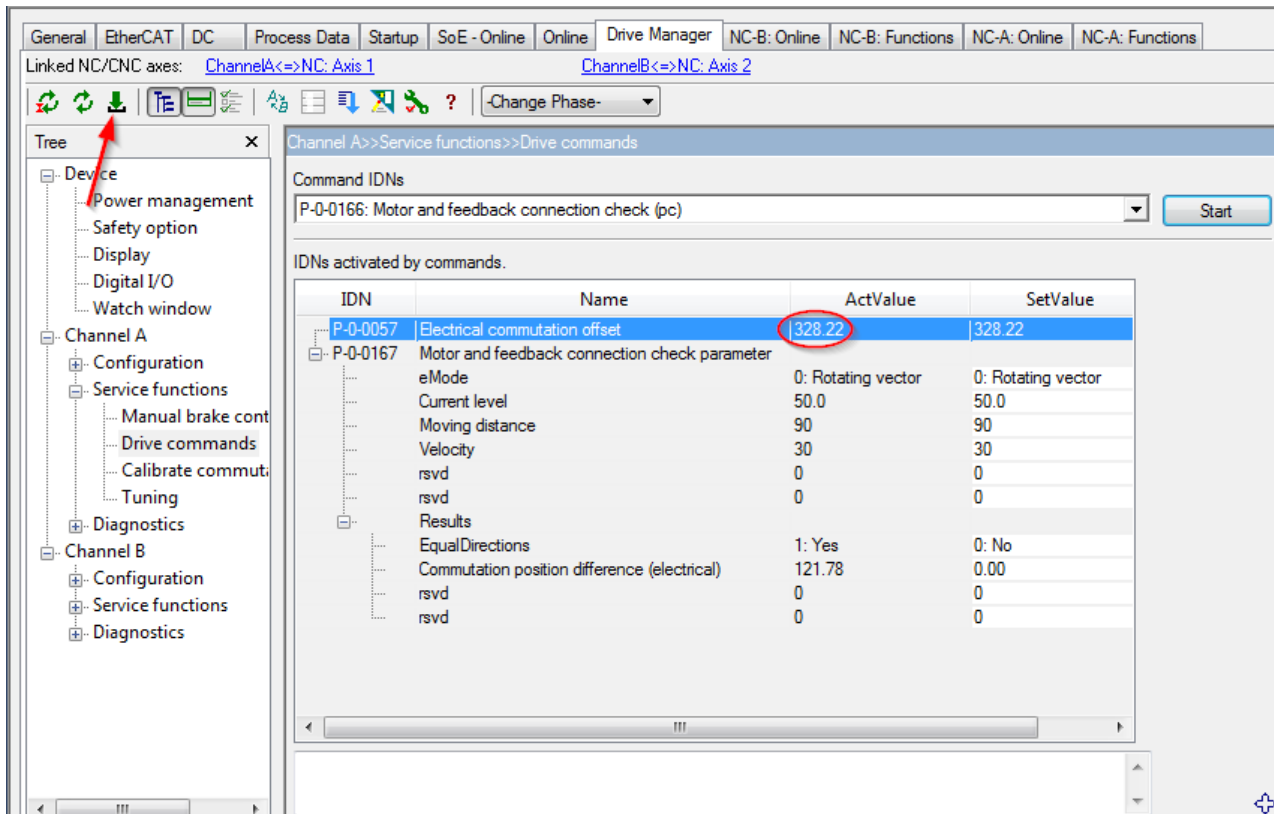 General EtherCAT DC Process Data Startup SoE - Online Online Drive Manager NC-B: Online NC-B: Functions NC-A: Online NC-A: Functions
Linked NC/CNC axes: ChannelA<=>NC: Axis 1 ChannelB<=>NC: Axis 2
? -Change Phase-
Tree
Device
Power management
Safety option
Display
Digital I/O
Watch window
Channel A
Configuration
Service functions
Manual brake cont
Drive commands
Calibrate commuta
Tuning
Diagnostics
Channel B
Configuration
Service functions
Diagnostics
Channel A>>Service functions>>Drive commands
Command IDNs
P-0-0166: Motor and feedback connection check (pc) Start
IDNs activated by commands.
IDN Name ActValue SetValue
P-0-0057 Electrical commutation offset 328.22 328.22
P-0-0167 Motor and feedback connection check parameter
eMode 0: Rotating vector 0: Rotating vector
Current level 50.0 50.0
Moving distance 90 90
Velocity 30 30
rsvd 0 0
rsvd 0 0
Results
EqualDirections 1: Yes 0: No
Commutation position difference (electrical) 121.78 0.00
rsvd 0 0
rsvd 0 0